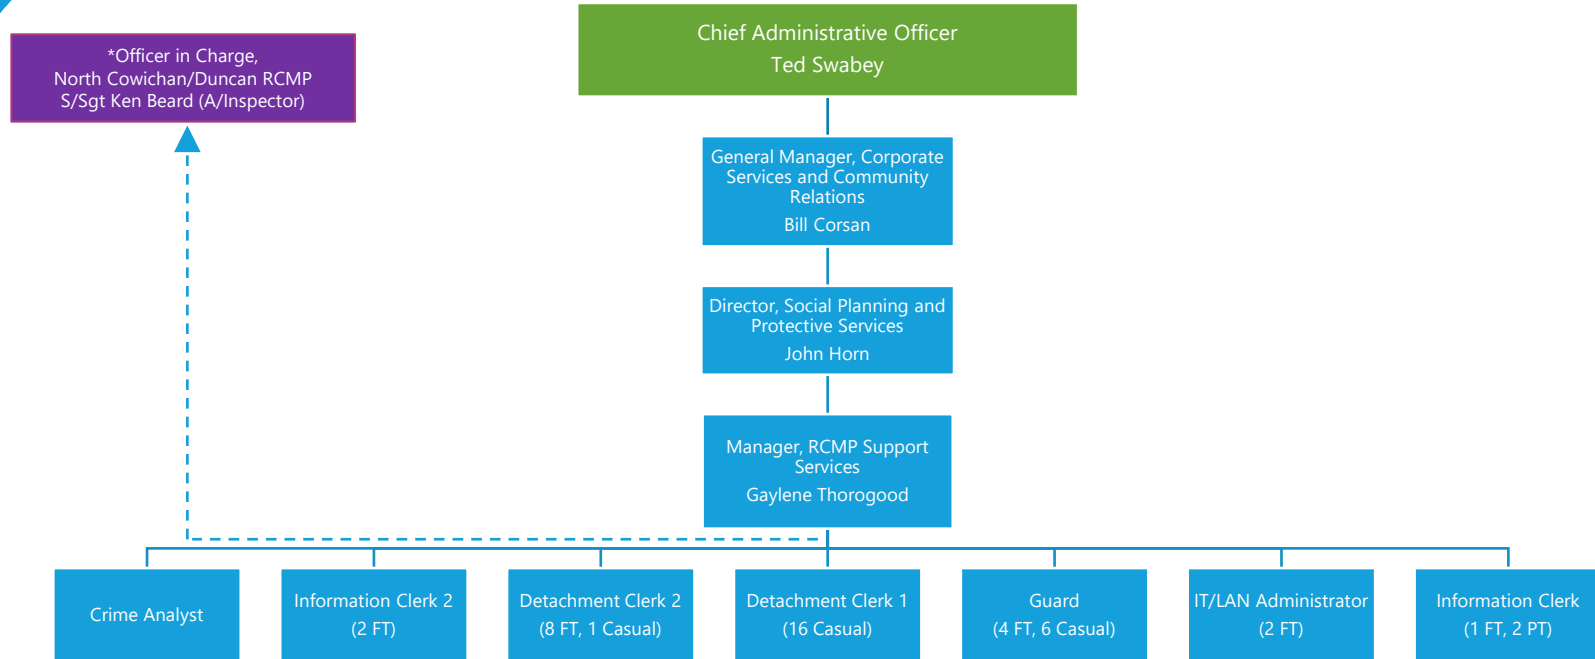 Chief Administrative Officer
Ted Swabey
*Officer in Charge,
North Cowichan/Duncan RCMP
S/Sgt Ken Beard (A/Inspector)
General Manager, Corporate
Services and Community
Relations
Bill Corsan
Director, Social Planning and
Protective Services
John Horn
Manager, RCMP Support
Services
Gaylene Thorogood
Crime Analyst
Information Clerk 2
(2 FT)
Detachment Clerk 2
(8 FT, 1 Casual)
Detachment Clerk 1
(16 Casual)
Guard
(4 FT, 6 Casual)
IT/LAN Administrator
(2 FT)
Information Clerk
(1 FT, 2 PT)